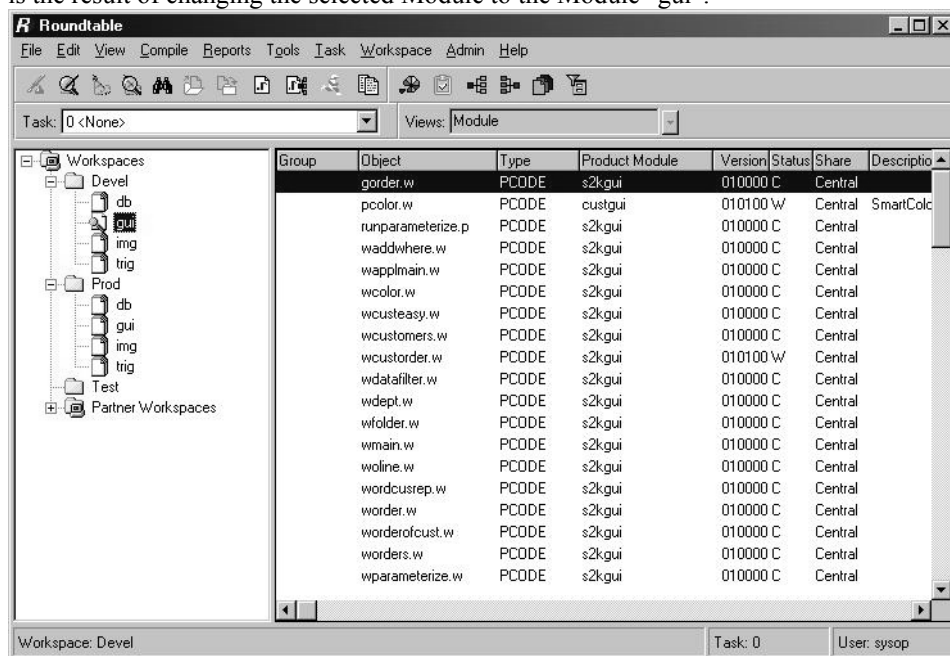 is the result of changing the selected Module to the Module "gui".
Roundtable
File Edit View Compile Reports Tools Task Workspace Admin Help
Task: 0 <None> Views: Module
Workspaces
Devel
db
gui
img
trig
Prod
db
gui
img
trig
Test
Partner Workspaces
Group Object Type Product Module Version Status Share Descriptio
gorder.w PCODE s2kgui 010000 C Central
pcolor.w PCODE custgui 010100 W Central SmartColo
runparameterize.p PCODE s2kgui 010000 C Central
waddwhere.w PCODE s2kgui 010000 C Central
wapplmain.w PCODE s2kgui 010000 C Central
wcolor.w PCODE s2kgui 010000 C Central
wcusteasy.w PCODE s2kgui 010000 C Central
wcustomers.w PCODE s2kgui 010000 C Central
wcustorder.w PCODE s2kgui 010100 W Central
wdatafilter.w PCODE s2kgui 010000 C Central
wdept.w PCODE s2kgui 010000 C Central
wfolder.w PCODE s2kgui 010000 C Central
wmain.w PCODE s2kgui 010000 C Central
woline.w PCODE s2kgui 010000 C Central
wordcusrep.w PCODE s2kgui 010000 C Central
worder.w PCODE s2kgui 010000 C Central
worderofcust.w PCODE s2kgui 010000 C Central
worders.w PCODE s2kgui 010000 C Central
wparameterize.w PCODE s2kgui 010000 C Central
Workspace: Devel Task: 0 User: sysop